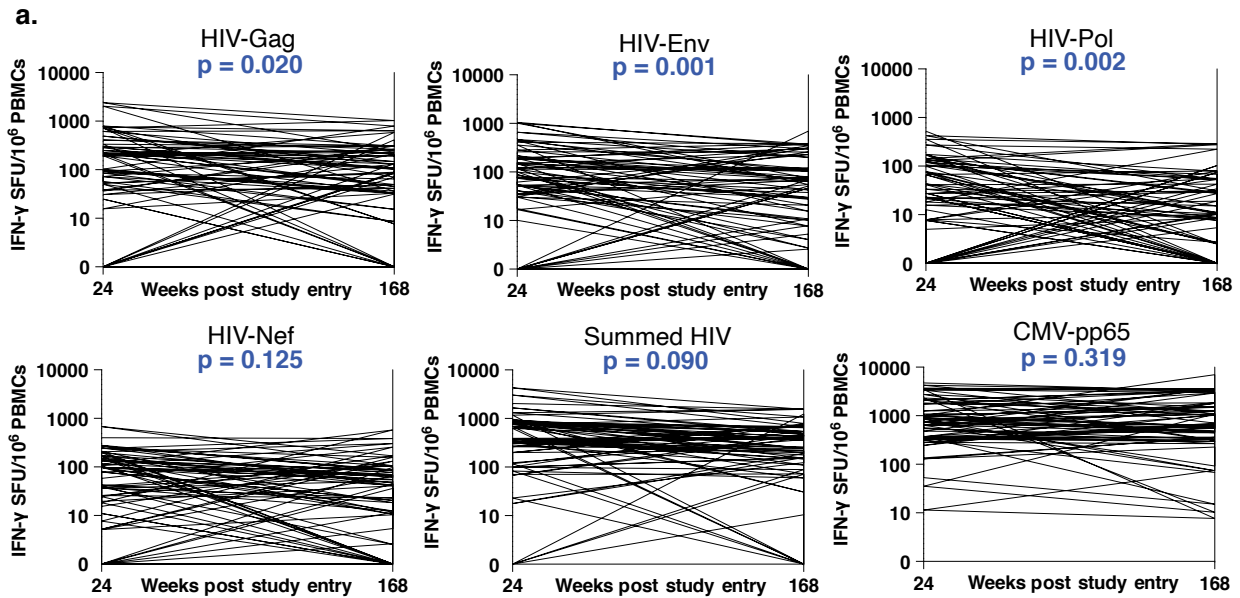 a.
HIV-Gag
p = 0.020
IFN-γ SFU/10⁶ PBMCs
10000
1000
100
10
0
24 Weeks post study entry 168
HIV-Env
p = 0.001
IFN-γ SFU/10⁶ PBMCs
10000
1000
100
10
0
24 Weeks post study entry 168
HIV-Pol
p = 0.002
IFN-γ SFU/10⁶ PBMCs
10000
1000
100
10
0
24 Weeks post study entry 168
HIV-Nef
p = 0.125
IFN-γ SFU/10⁶ PBMCs
10000
1000
100
10
0
24 Weeks post study entry 168
Summed HIV
p = 0.090
IFN-γ SFU/10⁶ PBMCs
10000
1000
100
10
0
24 Weeks post study entry 168
CMV-pp65
p = 0.319
IFN-γ SFU/10⁶ PBMCs
10000
1000
100
10
0
24 Weeks post study entry 168